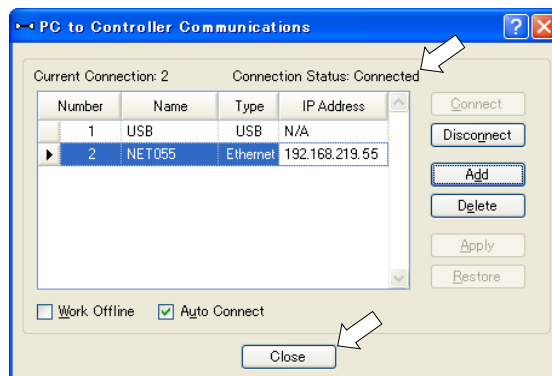 PC to Controller Communications
Current Connection: 2 Connection Status: Connected
Number Name Type IP Address
1 USB USB N/A
2 NET055 Ethernet 192.168.219.55
Connect
Disconnect
Add
Delete
Apply
Restore
Work Offline Auto Connect
Close